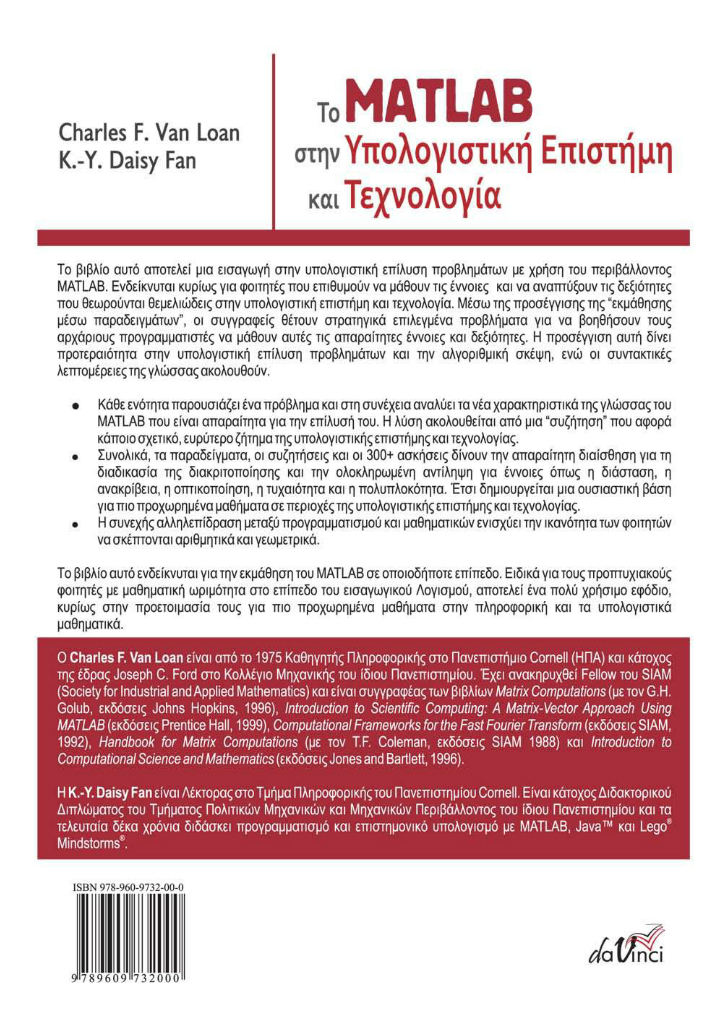 Charles F. Van Loan
K.-Y. Daisy Fan
Το MATLAB
στην Υπολογιστική Επιστήμη
και Τεχνολογία
Το βιβλίο αυτό αποτελεί μια εισαγωγή στην υπολογιστική επίλυση προβλημάτων με χρήση του περιβάλλοντος
MATLAB. Ενδείκνυται κυρίως για φοιτητές που επιθυμούν να μάθουν τις έννοιες και να αναπτύξουν τις δεξιότητες
που θεωρούνται θεμελιώδεις στην υπολογιστική επιστήμη και τεχνολογία. Μέσω της προσέγγισης της “εκμάθησης
μέσω παραδειγμάτων”, οι συγγραφείς θέτουν στρατηγικά επιλεγμένα προβλήματα για να βοηθήσουν τους
αρχάριους προγραμματιστές να μάθουν αυτές τις απαραίτητες έννοιες και δεξιότητες. Η προσέγγιση αυτή δίνει
προτεραιότητα στην υπολογιστική επίλυση προβλημάτων και την αλγοριθμική σκέψη, ενώ οι συντακτικές
λεπτομέρειες της γλώσσας ακολουθούν.
● Κάθε ενότητα παρουσιάζει ένα πρόβλημα και στη συνέχεια αναλύει τα νέα χαρακτηριστικά της γλώσσας του
MATLAB που είναι απαραίτητα για την επίλυσή του. Η λύση ακολουθείται από μια “συζήτηση” που αφορά
κάποιο σχετικό, ευρύτερο ζήτημα της υπολογιστικής επιστήμης και τεχνολογίας.
● Συνολικά, τα παραδείγματα, οι συζητήσεις και οι 300+ ασκήσεις δίνουν την απαραίτητη διαίσθηση για τη
διαδικασία της διακριτοποίησης και την ολοκληρωμένη αντίληψη για έννοιες όπως η διάσταση, η
ανακρίβεια, η οπτικοποίηση, η τυχαιότητα και η πολυπλοκότητα. Έτσι δημιουργείται μια ουσιαστική βάση
για πιο προχωρημένα μαθήματα σε περιοχές της υπολογιστικής επιστήμης και τεχνολογίας.
● Η συνεχής αλληλεπίδραση μεταξύ προγραμματισμού και μαθηματικών ενισχύει την ικανότητα των φοιτητών
να σκέπτονται αριθμητικά και γεωμετρικά.
Το βιβλίο αυτό ενδείκνυται για την εκμάθηση του MATLAB σε οποιοδήποτε επίπεδο. Ειδικά για τους προπτυχιακούς
φοιτητές με μαθηματική ωριμότητα στο επίπεδο του εισαγωγικού Λογισμού, αποτελεί ένα πολύ χρήσιμο εφόδιο,
κυρίως στην προετοιμασία τους για πιο προχωρημένα μαθήματα στην πληροφορική και τα υπολογιστικά
μαθηματικά.
Ο Charles F. Van Loan είναι από το 1975 Καθηγητής Πληροφορικής στο Πανεπιστήμιο Cornell (ΗΠΑ) και κάτοχος
της έδρας Joseph C. Ford στο Κολλέγιο Μηχανικής του ίδιου Πανεπιστημίου. Έχει ανακηρυχθεί Fellow του SIAM
(Society for Industrial and Applied Mathematics) και είναι συγγραφέας των βιβλίων Matrix Computations (με τον G.H.
Golub, εκδόσεις Johns Hopkins, 1996), Introduction to Scientific Computing: A Matrix-Vector Approach Using
MATLAB (εκδόσεις Prentice Hall, 1999), Computational Frameworks for the Fast Fourier Transform (εκδόσεις SIAM,
1992), Handbook for Matrix Computations (με τον T.F. Coleman, εκδόσεις SIAM 1988) και Introduction to
Computational Science and Mathematics (εκδόσεις Jones and Bartlett, 1996).
Η K.-Y. Daisy Fan είναι Λέκτορας στο Τμήμα Πληροφορικής του Πανεπιστημίου Cornell. Είναι κάτοχος Διδακτορικού
Διπλώματος του Τμήματος Πολιτικών Μηχανικών και Μηχανικών Περιβάλλοντος του ίδιου Πανεπιστημίου και τα
τελευταία δέκα χρόνια διδάσκει προγραμματισμό και επιστημονικό υπολογισμό με MATLAB, Java™ και Lego®
Mindstorms®.
ISBN 978-960-9732-00-0
9 789609 732000
daVinci